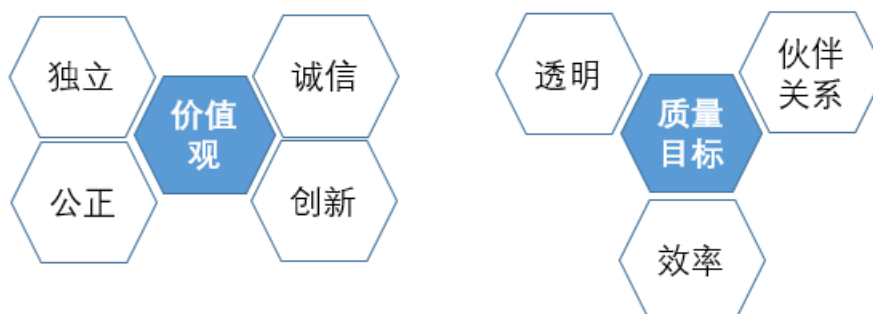 独立
诚信
价值
观
公正
创新
透明
伙伴
关系
质量
目标
效率